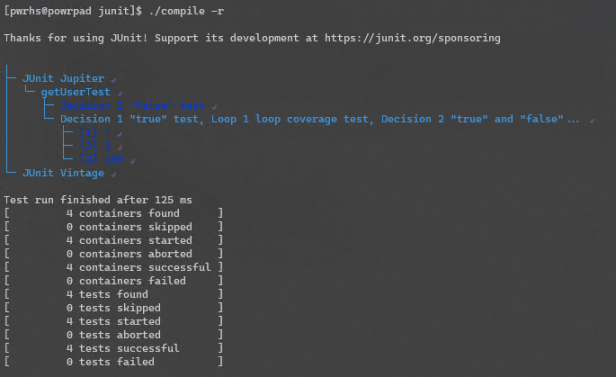 [pwrhs@powrpad junit]$ ./compile -r
Thanks for using JUnit! Support its development at https://junit.org/sponsoring
JUnit Jupiter
getUserTest
Decision 1 "false" test
Decision 1 "true" test, Loop 1 loop coverage test, Decision 2 "true" and "false"...
[1]
[2] 2
[3] 100
JUnit Vintage
Test run finished after 125 ms
[ 4 containers found ]
[ 0 containers skipped ]
[ 4 containers started ]
[ 0 containers aborted ]
[ 4 containers successful ]
[ 0 containers failed ]
[ 4 tests found ]
[ 0 tests skipped ]
[ 4 tests started ]
[ 0 tests aborted ]
[ 4 tests successful ]
[ 0 tests failed ]